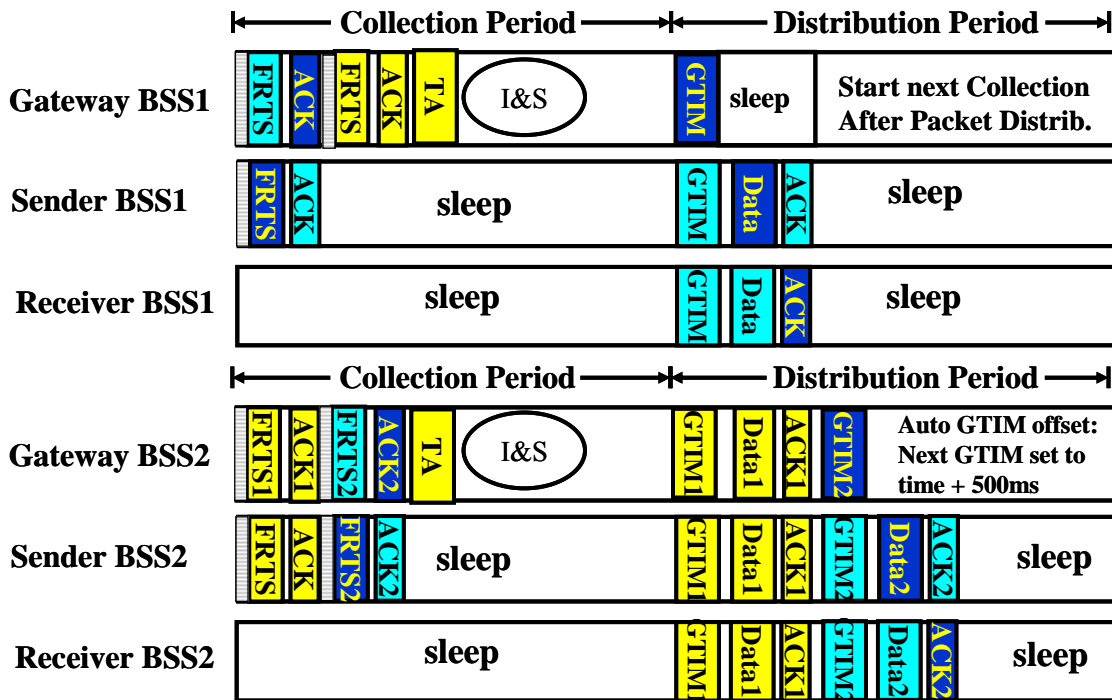 Collection Period Distribution Period
Gateway BSS1 FRTS ACK FRTS ACK TA I&S GTIM sleep Start next Collection
After Packet Distrib.
Sender BSS1 FRTS ACK sleep GTIM Data ACK sleep
Receiver BSS1 sleep GTIM Data ACK sleep
Collection Period Distribution Period
Gateway BSS2 FRTS1 ACK1 FRTS2 ACK2 TA I&S GTIM1 Data1 ACK1 GTIM2 Auto GTIM offset:
Next GTIM set to
time + 500ms
Sender BSS2 FRTS ACK FRTS2 ACK2 sleep GTIM1 Data1 ACK1 GTIM2 Data2 ACK2 sleep
Receiver BSS2 sleep GTIM1 Data1 ACK1 GTIM2 Data2 ACK2 sleep